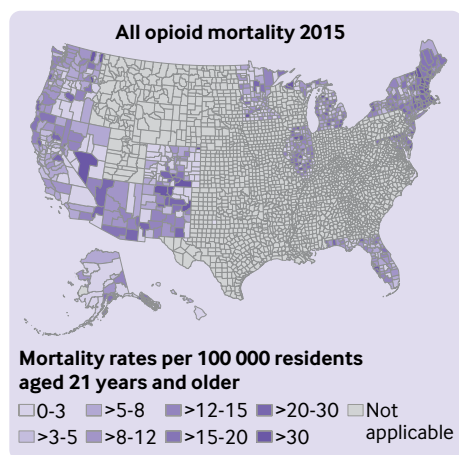 All opioid mortality 2015
Mortality rates per 100 000 residents
aged 21 years and older
0-3 >5-8 >12-15 >20-30 Not applicable
>3-5 >8-12 >15-20 >30